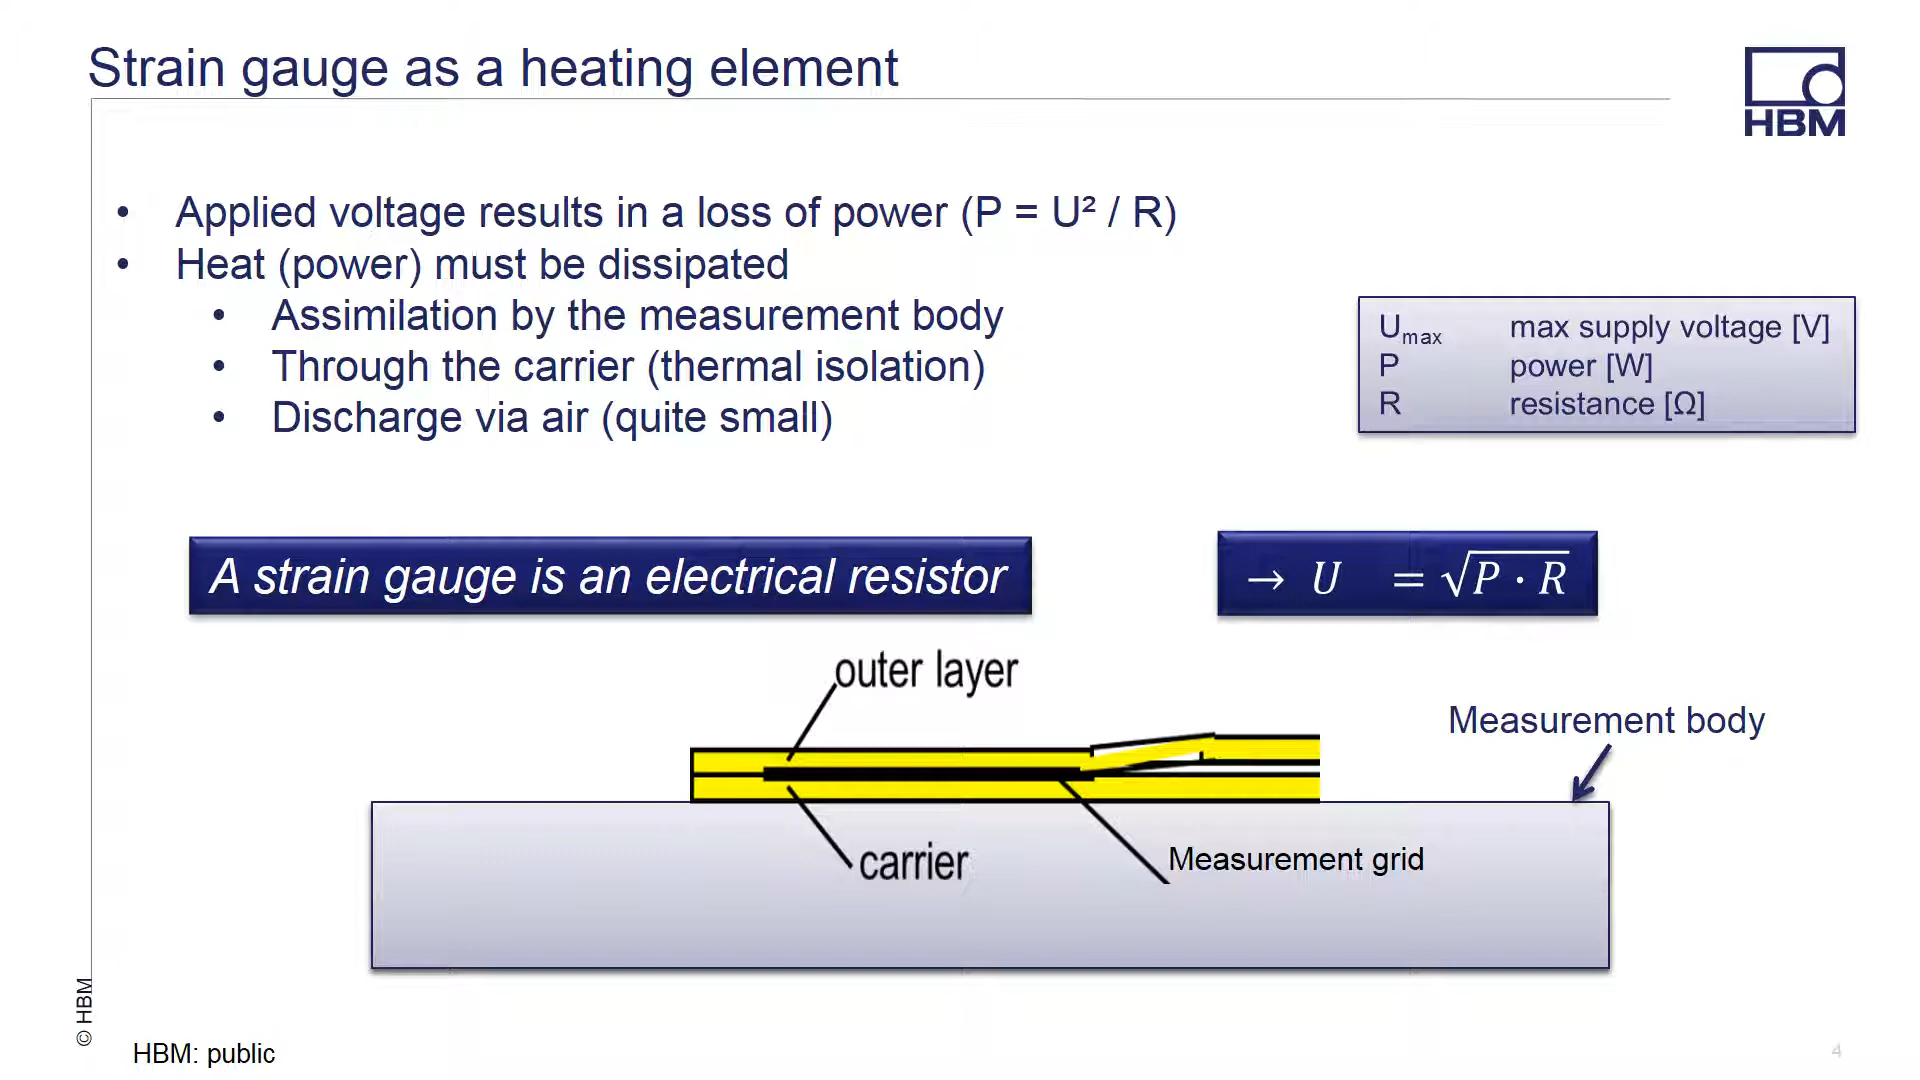 Strain gauge as a heating element
HBM
• Applied voltage results in a loss of power (P = U² / R)
• Heat (power) must be dissipated
• Assimilation by the measurement body
• Through the carrier (thermal isolation)
• Discharge via air (quite small)
Umax max supply voltage [V]
P power [W]
R resistance [Ω]
A strain gauge is an electrical resistor
→ U = √P · R
outer layer
Measurement body
carrier
Measurement grid
© HBM
HBM: public
4